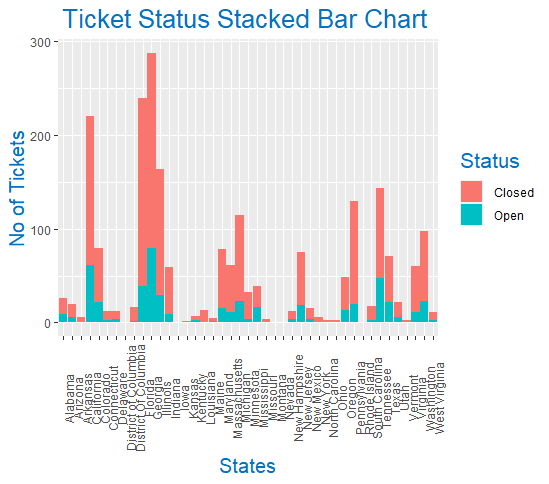 Ticket Status Stacked Bar Chart
No of Tickets
300
200
100
0
Alabama
Arizona
Arkansas
California
Colorado
Connecticut
Delaware
District of Columbia
District Of Columbia
Florida
Georgia
Illinois
Indiana
Iowa
Kansas
Kentucky
Louisiana
Maine
Maryland
Massachusetts
Michigan
Minnesota
Mississippi
Missouri
Montana
Nevada
New Hampshire
New Jersey
New Mexico
New York
North Carolina
Ohio
Oregon
Pennsylvania
Rhode Island
South Carolina
Tennessee
Texas
Utah
Vermont
Virginia
Washington
West Virginia
States
Status
Closed
Open